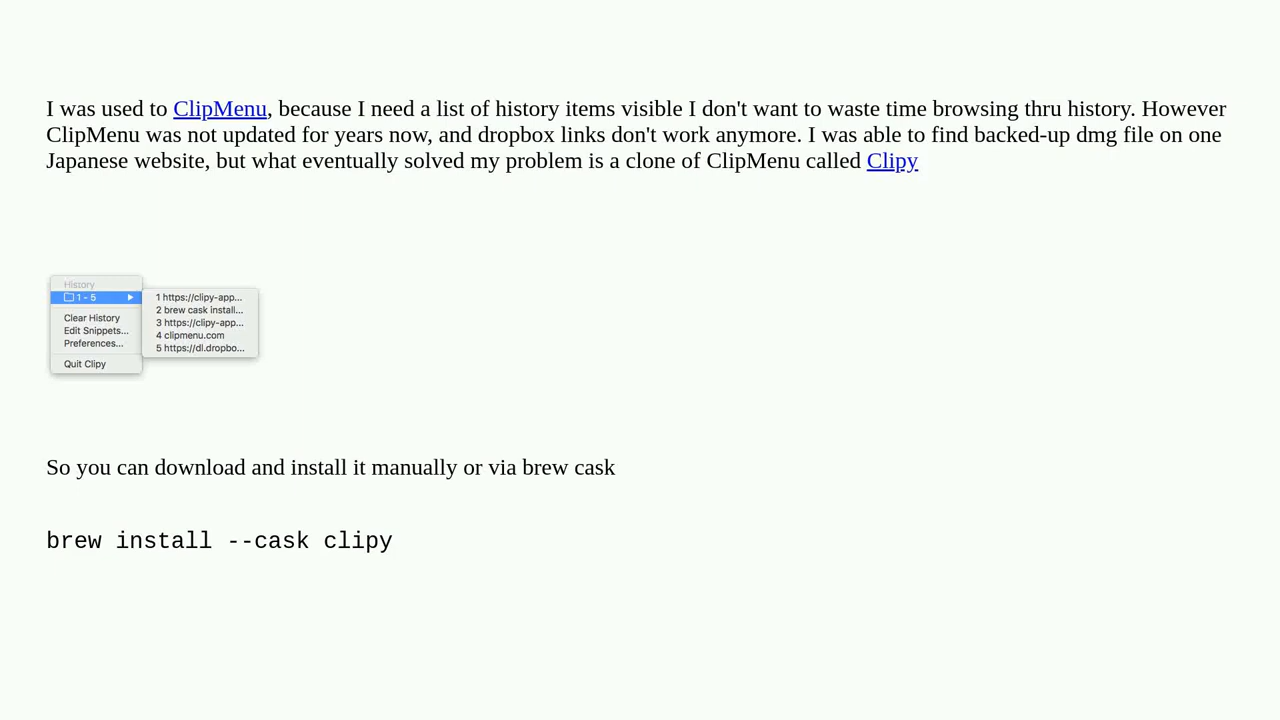 I was used to ClipMenu, because I need a list of history items visible I don't want to waste time browsing thru history. However
ClipMenu was not updated for years now, and dropbox links don't work anymore. I was able to find backed-up dmg file on one
Japanese website, but what eventually solved my problem is a clone of ClipMenu called Clipy
History
1 - 5
Clear History
Edit Snippets...
Preferences...
Quit Clipy
1 https://clipy-app...
2 brew cask install...
3 https://clipy-app...
4 clipmenu.com
5 https://dl.dropbo...
So you can download and install it manually or via brew cask
brew install --cask clipy